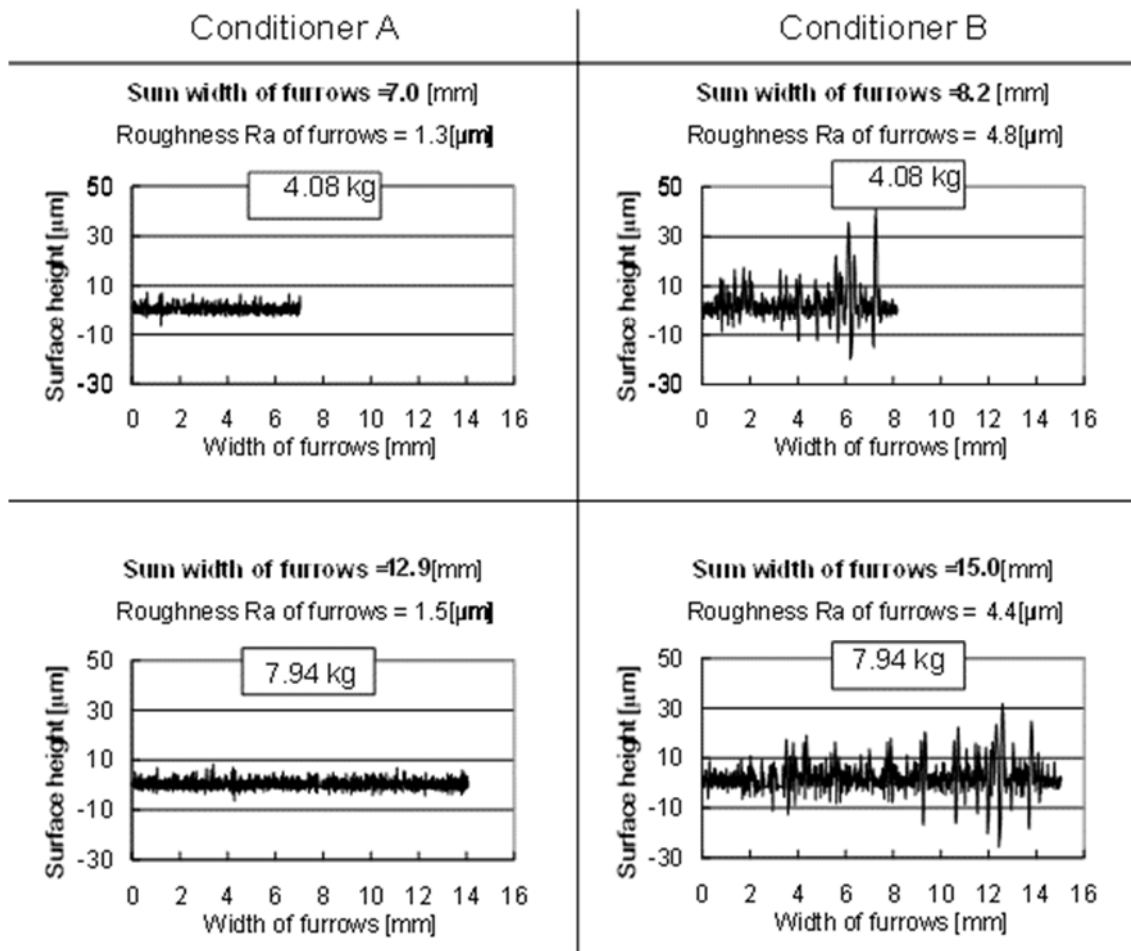 Conditioner A
Conditioner B
Sum width of furrows =7.0 [mm]
Roughness Ra of furrows = 1.3[µm]
4.08 kg
Surface height [µm]
50
30
10
-10
-30
0 2 4 6 8 10 12 14 16
Width of furrows [mm]
Sum width of furrows =8.2 [mm]
Roughness Ra of furrows = 4.8[µm]
4.08 kg
Surface height [µm]
50
30
10
-10
-30
0 2 4 6 8 10 12 14 16
Width of furrows [mm]
Sum width of furrows =12.9[mm]
Roughness Ra of furrows = 1.5[µm]
7.94 kg
Surface height [µm]
50
30
10
-10
-30
0 2 4 6 8 10 12 14 16
Width of furrows [mm]
Sum width of furrows =15.0[mm]
Roughness Ra of furrows = 4.4[µm]
7.94 kg
Surface height [µm]
50
30
10
-10
-30
0 2 4 6 8 10 12 14 16
Width of furrows [mm]